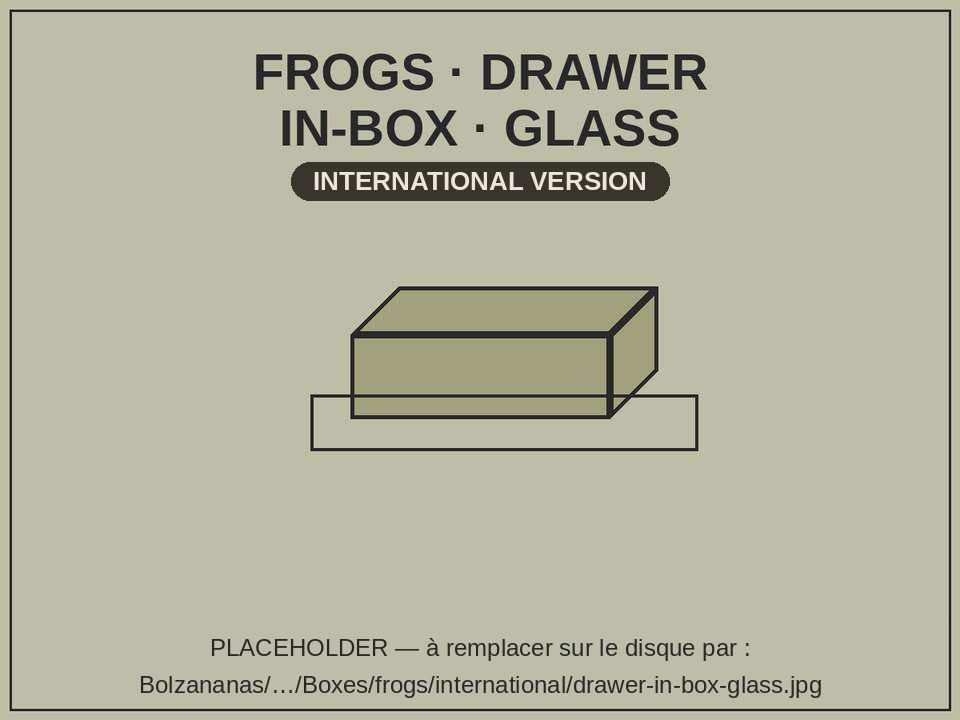 FROGS · DRAWER
IN-BOX · GLASS
INTERNATIONAL VERSION
PLACEHOLDER — à remplacer sur le disque par :
Bolzananas/…/Boxes/frogs/international/drawer-in-box-glass.jpg